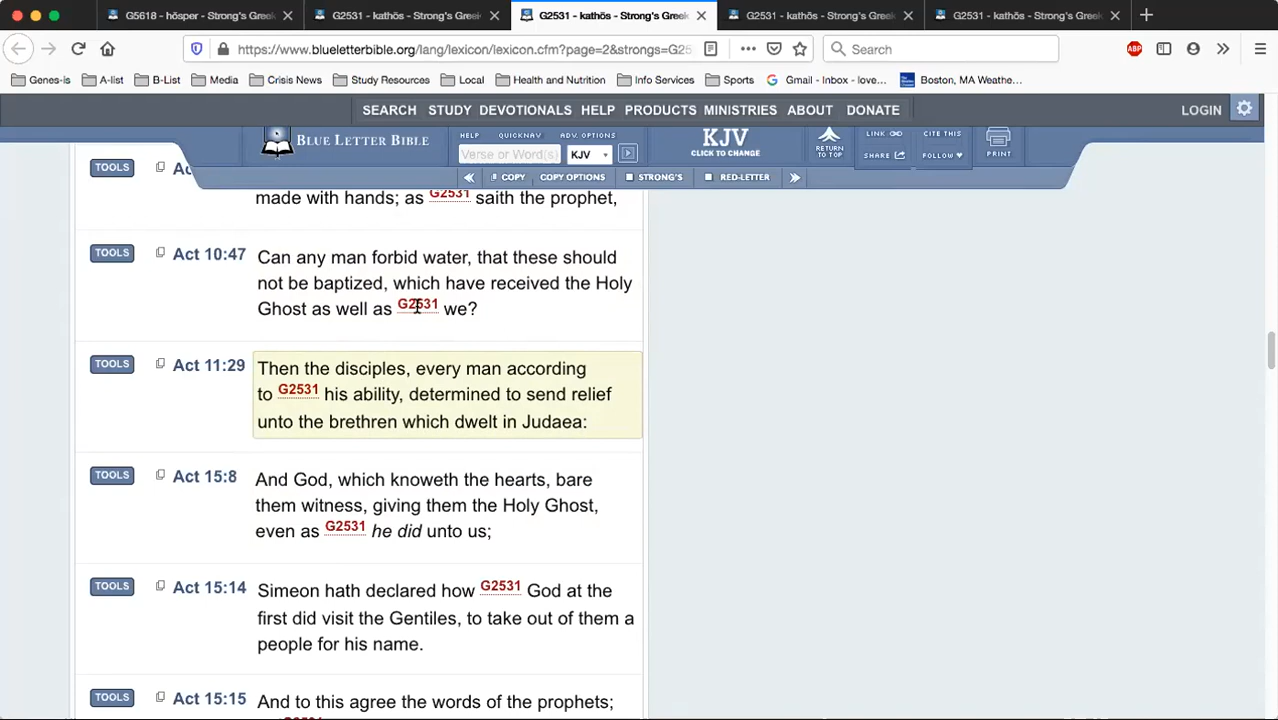 G5618 - hōsper - Strong's Greek
G2531 - kathōs - Strong's Greek
G2531 - kathōs - Strong's Greek
G2531 - kathōs - Strong's Greek
G2531 - kathōs - Strong's Greek
https://www.blueletterbible.org/lang/lexicon/lexicon.cfm?page=2&strongs=G25
Search
ABP
Genes-is
A-list
B-List
Media
Crisis News
Study Resources
Local
Health and Nutrition
Info Services
Sports
Gmail - Inbox - love...
Boston, MA Weathe...
SEARCH STUDY DEVOTIONALS HELP PRODUCTS MINISTRIES ABOUT DONATE
LOGIN
BLUE LETTER BIBLE
HELP QUICKNAV ADV. OPTIONS
Verse or Word(s)
KJV
KJV
CLICK TO CHANGE
RETURN
TO TOP
LINK
SHARE
CITE THIS
FOLLOW
PRINT
COPY COPY OPTIONS STRONG'S RED-LETTER
TOOLS
made with hands; as G2531 saith the prophet,
TOOLS Act 10:47 Can any man forbid water, that these should
not be baptized, which have received the Holy
Ghost as well as G2531 we?
TOOLS Act 11:29 Then the disciples, every man according
to G2531 his ability, determined to send relief
unto the brethren which dwelt in Judaea:
TOOLS Act 15:8 And God, which knoweth the hearts, bare
them witness, giving them the Holy Ghost,
even as G2531 he did unto us;
TOOLS Act 15:14 Simeon hath declared how G2531 God at the
first did visit the Gentiles, to take out of them a
people for his name.
TOOLS Act 15:15 And to this agree the words of the prophets;